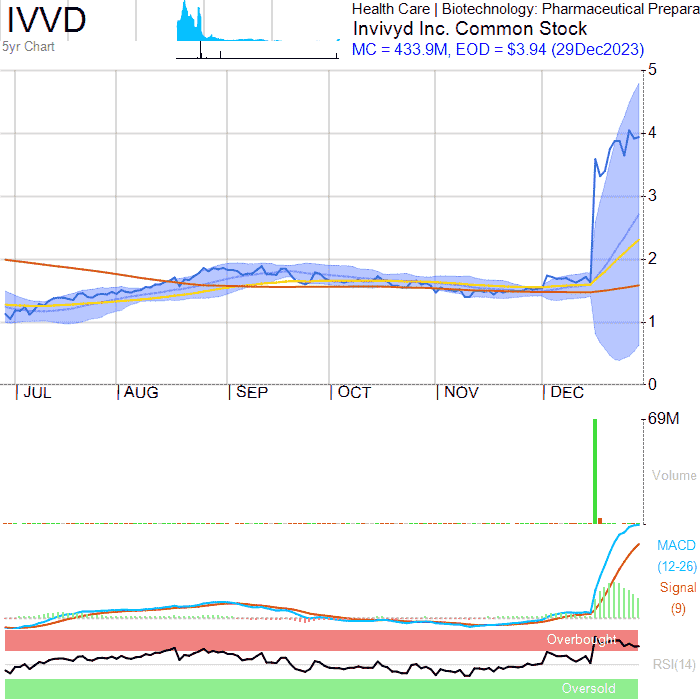 IVVD
5yr Chart
Health Care | Biotechnology: Pharmaceutical Prepara
Invivyd Inc. Common Stock
MC = 433.9M, EOD = $3.94 (29Dec2023)
5
4
3
2
1
0
JUL AUG SEP OCT NOV DEC
69M
Volume
MACD
(12-26)
Signal
(9)
Overbought
RSI(14)
Oversold